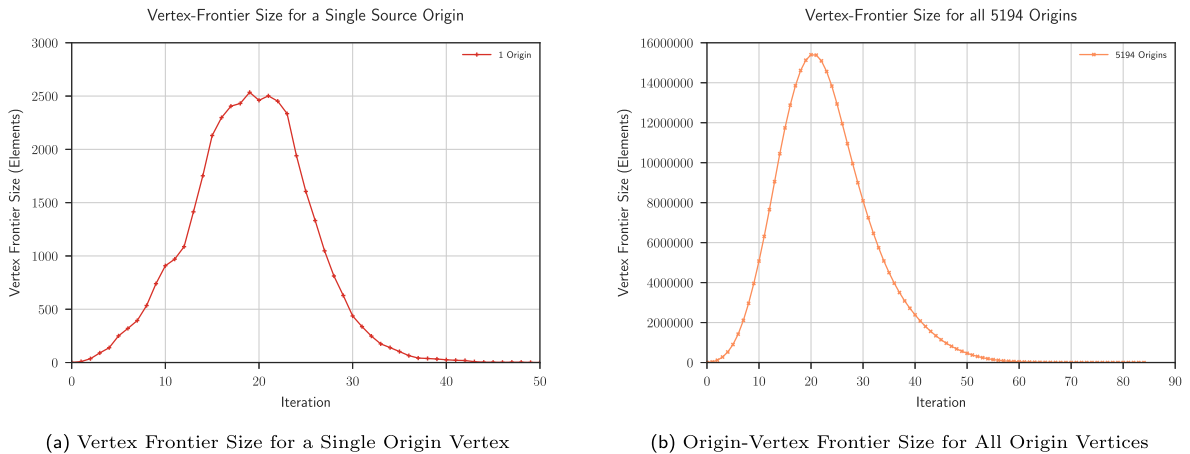 Vertex-Frontier Size for a Single Source Origin
3000
2500
2000
1500
1000
500
0
Vertex Frontier Size (Elements)
1 Origin
0 10 20 30 40 50
Iteration
(a) Vertex Frontier Size for a Single Origin Vertex
Vertex-Frontier Size for all 5194 Origins
16000000
14000000
12000000
10000000
8000000
6000000
4000000
2000000
0
Vertex Frontier Size (Elements)
5194 Origins
0 10 20 30 40 50 60 70 80 90
Iteration
(b) Origin-Vertex Frontier Size for All Origin Vertices